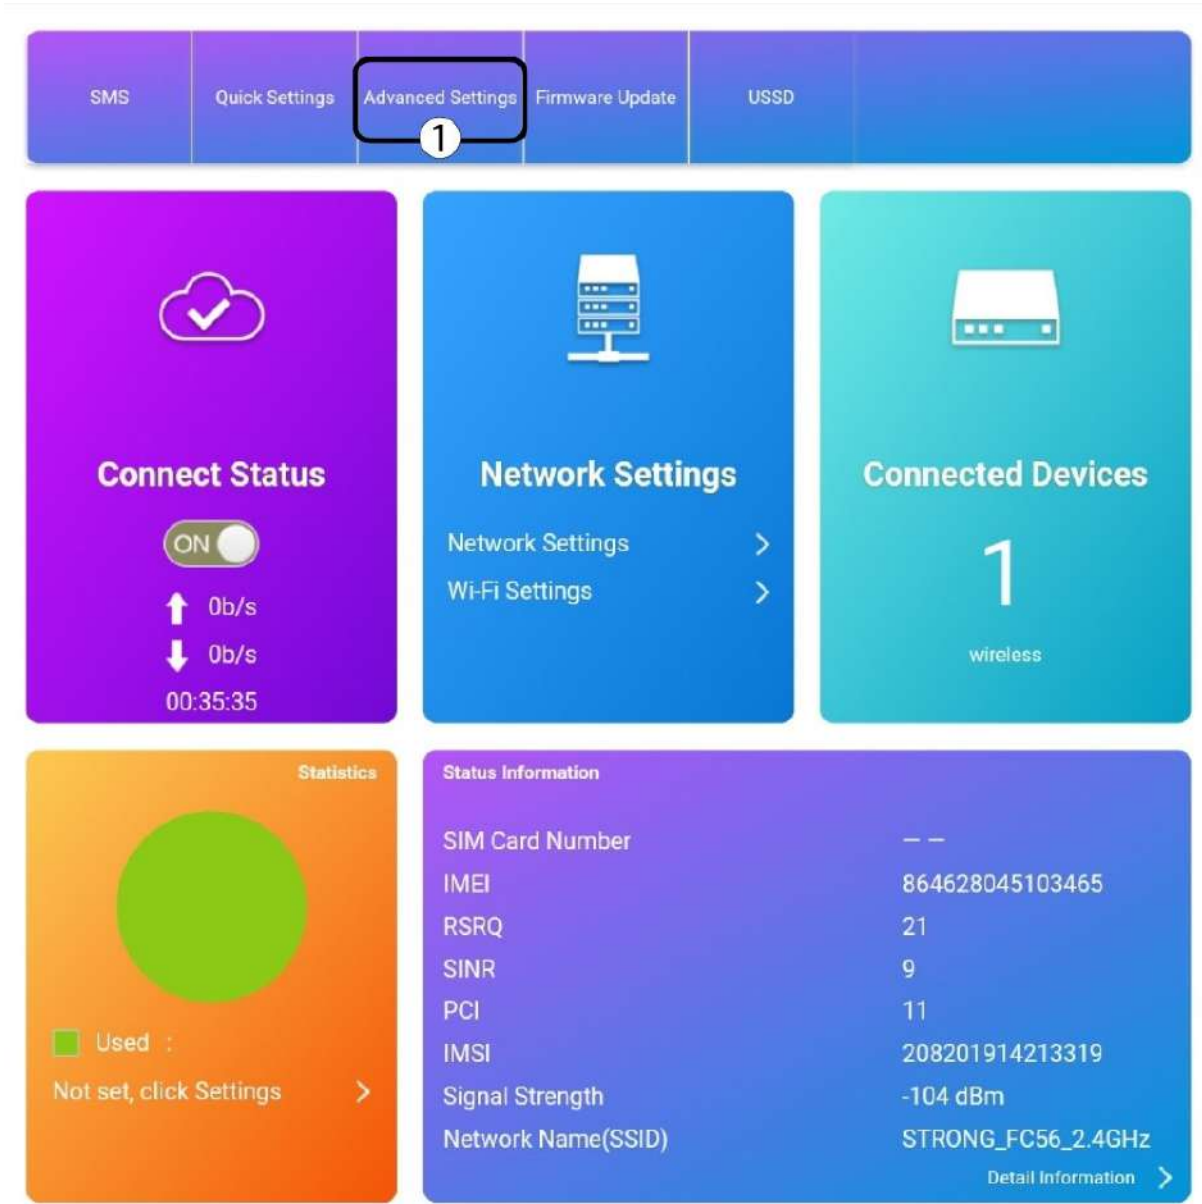 SMS
Quick Settings
Advanced Settings
Firmware Update
USSD
1
Connect Status
ON
0b/s
0b/s
00:35:35
Network Settings
Network Settings
Wi-Fi Settings
Connected Devices
1
wireless
Statistics
Used :
Not set, click Settings
Status Information
SIM Card Number — —
IMEI 864628045103465
RSRQ 21
SINR 9
PCI 11
IMSI 208201914213319
Signal Strength -104 dBm
Network Name(SSID) STRONG_FC56_2.4GHz
Detail Information